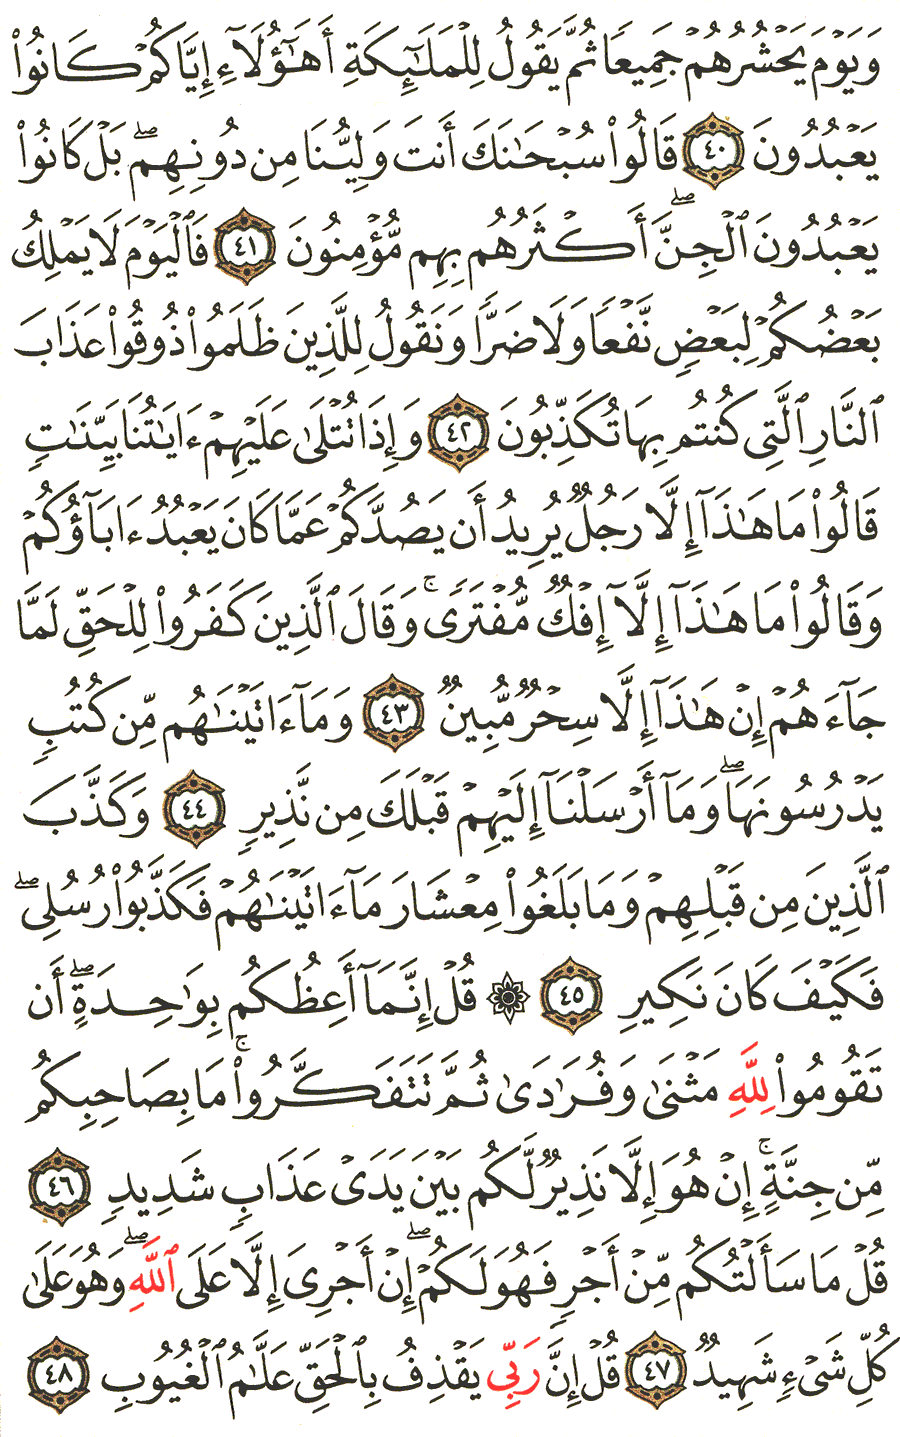 وَيَوْمَ يَحْشُرُهُمْ جَمِيعًا ثُمَّ يَقُولُ لِلْمَلَٰٓئِكَةِ أَهَٰٓؤُلَآءِ إِيَّاكُمْ كَانُوا۟
يَعْبُدُونَ ٤٠ قَالُوا۟ سُبْحَٰنَكَ أَنتَ وَلِيُّنَا مِن دُونِهِم ۖ بَلْ كَانُوا۟
يَعْبُدُونَ ٱلْجِنَّ ۖ أَكْثَرُهُم بِهِم مُّؤْمِنُونَ ٤١ فَٱلْيَوْمَ لَا يَمْلِكُ
بَعْضُكُمْ لِبَعْضٍ نَّفْعًا وَلَا ضَرًّا وَنَقُولُ لِلَّذِينَ ظَلَمُوا۟ ذُوقُوا۟ عَذَابَ
ٱلنَّارِ ٱلَّتِى كُنتُم بِهَا تُكَذِّبُونَ ٤٢ وَإِذَا تُتْلَىٰ عَلَيْهِمْ ءَايَٰتُنَا بَيِّنَٰتٍ
قَالُوا۟ مَا هَٰذَآ إِلَّا رَجُلٌ يُرِيدُ أَن يَصُدَّكُمْ عَمَّا كَانَ يَعْبُدُ ءَابَآؤُكُمْ
وَقَالُوا۟ مَا هَٰذَآ إِلَّآ إِفْكٌ مُّفْتَرًى ۚ وَقَالَ ٱلَّذِينَ كَفَرُوا۟ لِلْحَقِّ لَمَّا
جَآءَهُمْ إِنْ هَٰذَآ إِلَّا سِحْرٌ مُّبِينٌ ٤٣ وَمَآ ءَاتَيْنَٰهُم مِّن كُتُبٍ
يَدْرُسُونَهَا ۖ وَمَآ أَرْسَلْنَآ إِلَيْهِمْ قَبْلَكَ مِن نَّذِيرٍ ٤٤ وَكَذَّبَ
ٱلَّذِينَ مِن قَبْلِهِمْ وَمَا بَلَغُوا۟ مِعْشَارَ مَآ ءَاتَيْنَٰهُمْ فَكَذَّبُوا۟ رُسُلِى ۖ
فَكَيْفَ كَانَ نَكِيرِ ٤٥ ۞ قُلْ إِنَّمَآ أَعِظُكُم بِوَٰحِدَةٍ ۖ أَن
تَقُومُوا۟ لِلَّهِ مَثْنَىٰ وَفُرَٰدَىٰ ثُمَّ تَتَفَكَّرُوا۟ ۚ مَا بِصَاحِبِكُم
مِّن جِنَّةٍ ۚ إِنْ هُوَ إِلَّا نَذِيرٌ لَّكُم بَيْنَ يَدَىْ عَذَابٍ شَدِيدٍ ٤٦
قُلْ مَا سَأَلْتُكُم مِّنْ أَجْرٍ فَهُوَ لَكُمْ ۖ إِنْ أَجْرِىَ إِلَّا عَلَى ٱللَّهِ ۖ وَهُوَ عَلَىٰ
كُلِّ شَىْءٍ شَهِيدٌ ٤٧ قُلْ إِنَّ رَبِّى يَقْذِفُ بِٱلْحَقِّ عَلَّٰمُ ٱلْغُيُوبِ ٤٨